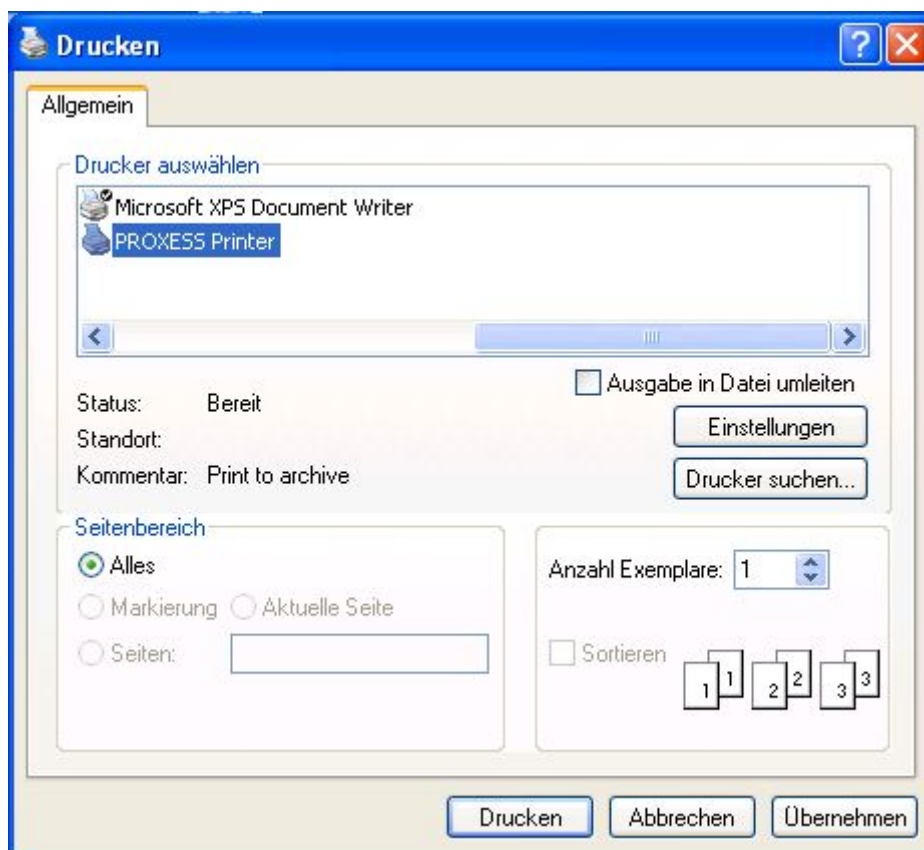 Drucken
Allgemein
Drucker auswählen
Microsoft XPS Document Writer
PROXESS Printer
Ausgabe in Datei umleiten
Status: Bereit
Einstellungen
Standort:
Kommentar: Print to archive
Drucker suchen...
Seitenbereich
Alles
Markierung Aktuelle Seite
Seiten:
Anzahl Exemplare: 1
Sortieren
1 1 2 2 3 3
Drucken Abbrechen Übernehmen